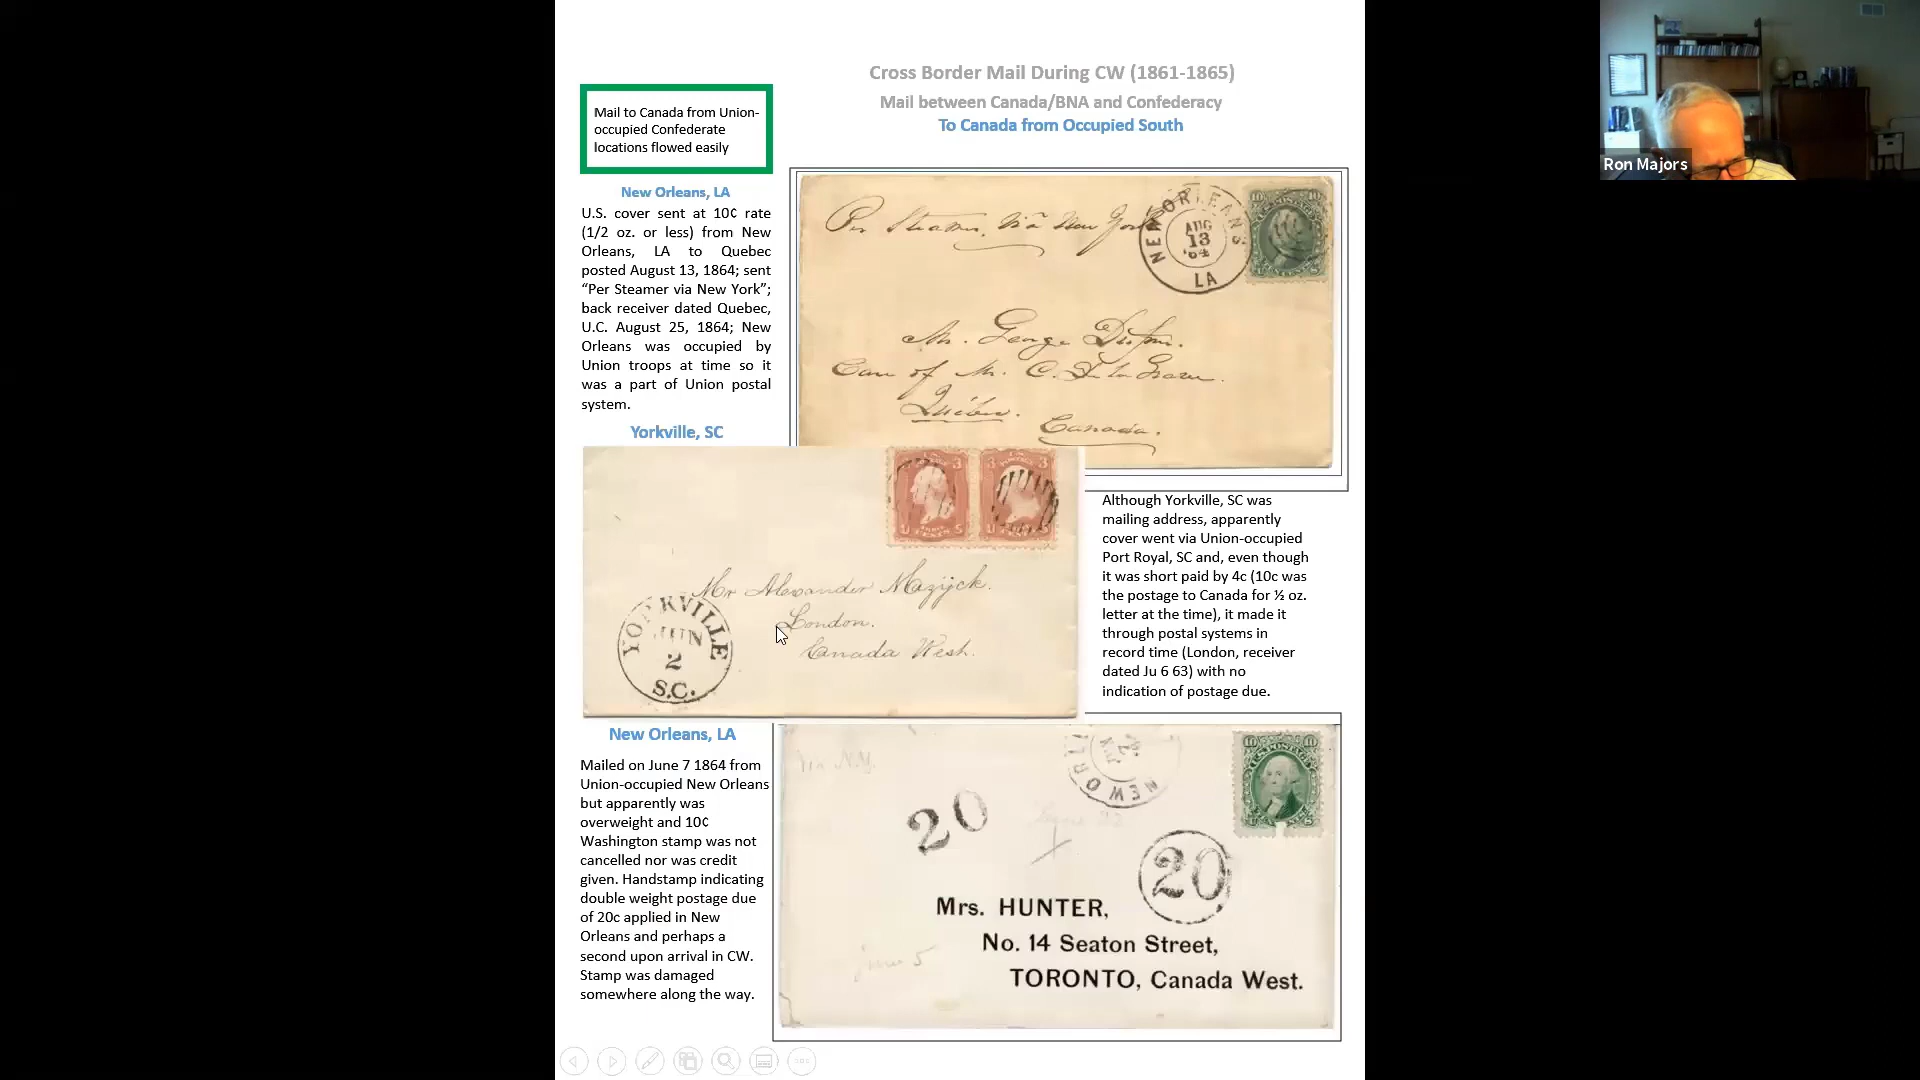 Cross Border Mail During CW (1861-1865)
Mail between Canada/BNA and Confederacy
To Canada from Occupied South
Mail to Canada from Union-
occupied Confederate
locations flowed easily
New Orleans, LA
U.S. cover sent at 10¢ rate
(1/2 oz. or less) from New
Orleans, LA to Quebec
posted August 13, 1864; sent
“Per Steamer via New York”;
back receiver dated Quebec,
U.C. August 25, 1864; New
Orleans was occupied by
Union troops at time so it
was a part of Union postal
system.
Per Steamer, Viâ New York
NEW ORLEANS
AUG
13
'64
LA
Mr. George
Care of Mr. C.
Québec.
Canada.
Yorkville, SC
Mr Alexander Mazÿck.
London.
Canada West.
YORKVILLE
JUN
2
S.C.
Although Yorkville, SC was
mailing address, apparently
cover went via Union-occupied
Port Royal, SC and, even though
it was short paid by 4c (10c was
the postage to Canada for ½ oz.
letter at the time), it made it
through postal systems in
record time (London, receiver
dated Ju 6 63) with no
indication of postage due.
New Orleans, LA
Mailed on June 7 1864 from
Union-occupied New Orleans
but apparently was
overweight and 10¢
Washington stamp was not
cancelled nor was credit
given. Handstamp indicating
double weight postage due
of 20c applied in New
Orleans and perhaps a
second upon arrival in CW.
Stamp was damaged
somewhere along the way.
via N.Y.
NEW ORL
20
20
Mrs. HUNTER,
No. 14 Seaton Street,
TORONTO, Canada West.
June 5
Ron Majors